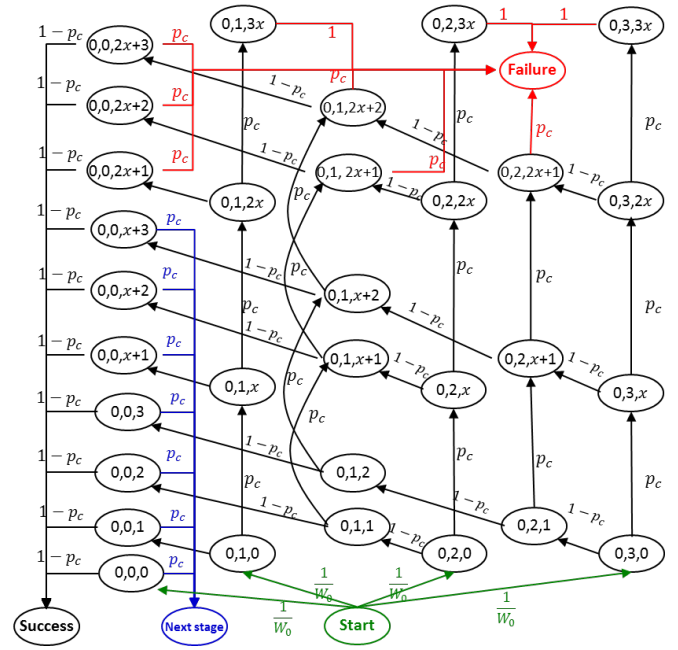 0,1,3x 0,2,3x 1 1 0,3,3x
1
1 − p_c 0,0,2x+3 p_c
Failure
p_c
1−p_c
1 − p_c 0,0,2x+2 p_c 0,1,2x+2
p_c p_c 1−p_c p_c p_c
1−p_c
1 − p_c 0,0,2x+1 p_c 0,1, 2x+1 p_c 0,2,2x+1 1−p_c
0,1,2x p_c 1−p_c 0,2,2x 0,3,2x
1 − p_c 0,0,x+3 p_c
1−p_c p_c p_c p_c p_c
1 − p_c 0,0,x+2 p_c 0,1,x+2
1−p_c 1−p_c
1 − p_c 0,0,x+1 p_c p_c 0,1,x+1 1−p_c 0,2,x+1 1−p_c
0,1,x p_c 0,2,x 0,3,x
1 − p_c 0,0,3 p_c
p_c
1−p_c p_c p_c p_c
1 − p_c 0,0,2 p_c 0,1,2
p_c
1−p_c 1−p_c 1−p_c
1 − p_c 0,0,1 p_c 0,1,1 1−p_c 0,2,1
0,1,0 0,2,0 0,3,0
1 − p_c 0,0,0 p_c
1/W_0 1/W_0
1/W_0 1/W_0
Success Next stage Start